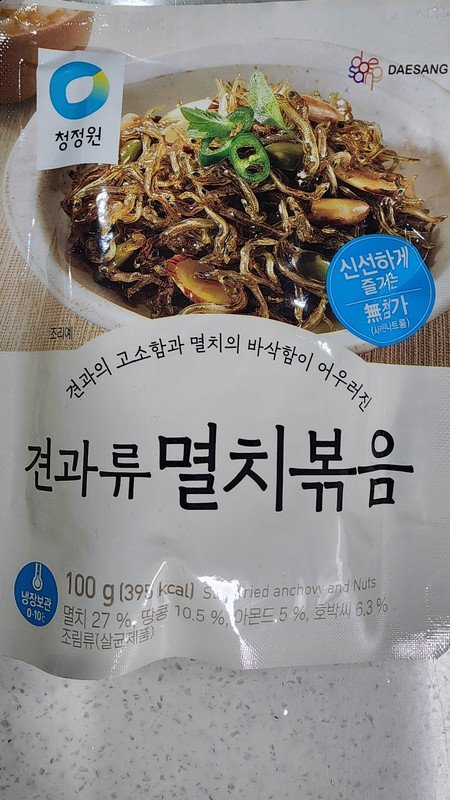 daesang
DAESANG
청정원
신선하게
즐기는
無첨가
(사카린나트륨)
조리예
견과의 고소함과 멸치의 바삭함이 어우러진
견과류 멸치볶음
냉장보관
0-10℃
100 g (395 kcal) Stir-fried anchovy and Nuts
멸치 27 %, 땅콩 10.5 %, 아몬드 5 %, 호박씨 6.3 %
조림류(살균제품)